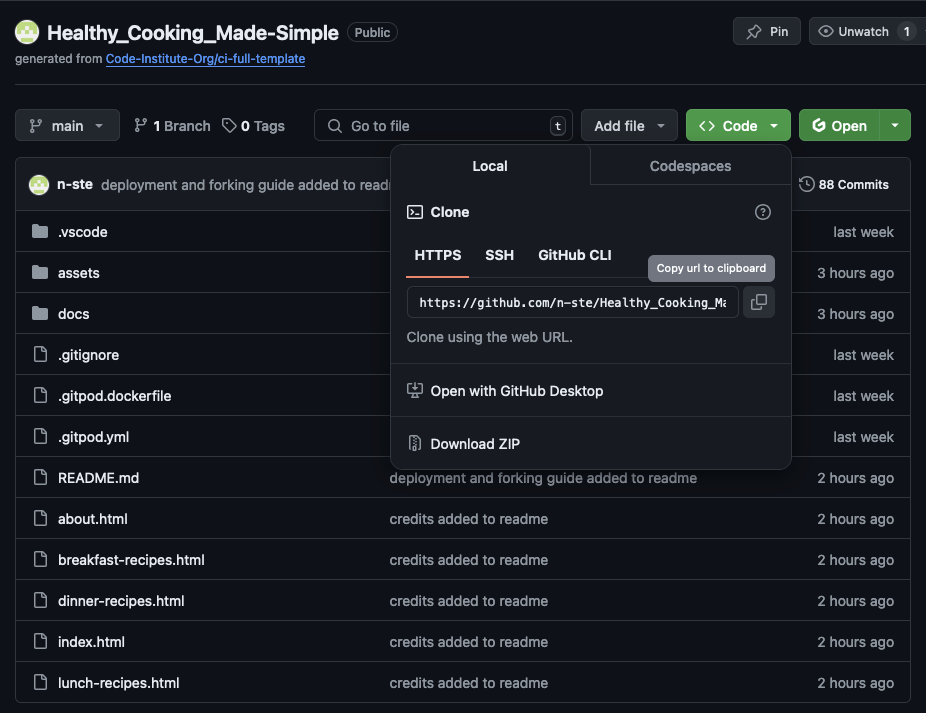 Healthy_Cooking_Made-Simple Public Pin Unwatch 1
generated from Code-Institute-Org/ci-full-template
main 1 Branch 0 Tags Go to file t Add file Code Open
Local Codespaces
n-ste deployment and forking guide added to readm 88 Commits
Clone
.vscode last week
HTTPS SSH GitHub CLI
Copy url to clipboard
assets 3 hours ago
https://github.com/n-ste/Healthy_Cooking_Ma
docs 3 hours ago
Clone using the web URL.
.gitignore last week
Open with GitHub Desktop
.gitpod.dockerfile last week
.gitpod.yml last week
Download ZIP
README.md deployment and forking guide added to readme 2 hours ago
about.html credits added to readme 2 hours ago
breakfast-recipes.html credits added to readme 2 hours ago
dinner-recipes.html credits added to readme 2 hours ago
index.html credits added to readme 2 hours ago
lunch-recipes.html credits added to readme 2 hours ago